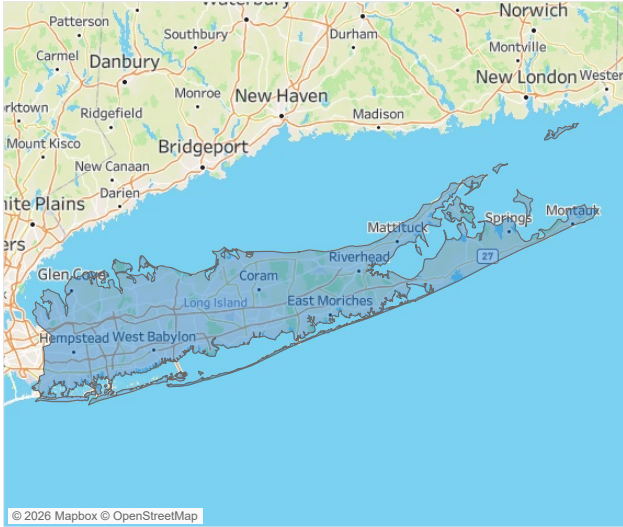 Waterbury
Norwich
Patterson
Southbury
Durham
Montville
Carmel
Danbury
New London
Wester
Monroe
New Haven
Madison
rktown
Ridgefield
Mount Kisco
Bridgeport
New Canaan
Darien
ite Plains
ers
Springs
Montauk
Mattituck
Riverhead
27
Glen Cove
Coram
Long Island
East Moriches
Hempstead
West Babylon
© 2026 Mapbox © OpenStreetMap